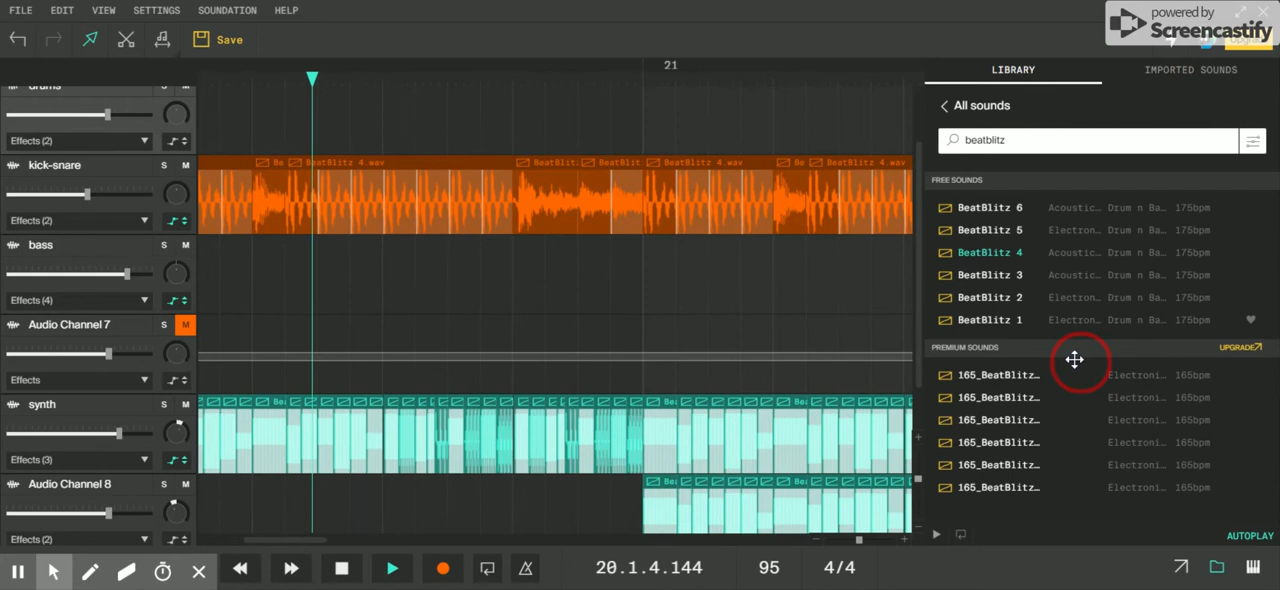 FILE EDIT VIEW SETTINGS SOUNDATION HELP
powered by
Screencastify
Save
21
LIBRARY IMPORTED SOUNDS
drums S M
Effects (2)
All sounds
beatblitz
kick-snare S M
Effects (2)
BeatBlitz 4.wav BeatBlitz 4.wav BeatBlitz 4.wav
FREE SOUNDS
BeatBlitz 6 Acoustic... Drum n Ba... 175bpm
BeatBlitz 5 Electron... Drum n Ba... 175bpm
BeatBlitz 4 Acoustic... Drum n Ba... 175bpm
BeatBlitz 3 Acoustic... Drum n Ba... 175bpm
BeatBlitz 2 Electron... Drum n Ba... 175bpm
BeatBlitz 1 Electron... Drum n Ba... 175bpm
bass S M
Effects (4)
Audio Channel 7 S M
Effects
PREMIUM SOUNDS UPGRADE
165_BeatBlitz... Electroni... 165bpm
165_BeatBlitz... Electroni... 165bpm
165_BeatBlitz... Electroni... 165bpm
165_BeatBlitz... Electroni... 165bpm
165_BeatBlitz... Electroni... 165bpm
165_BeatBlitz... Electroni... 165bpm
synth S M
Effects (3)
Audio Channel 8 S M
Effects (2)
AUTOPLAY
20.1.4.144 95 4/4